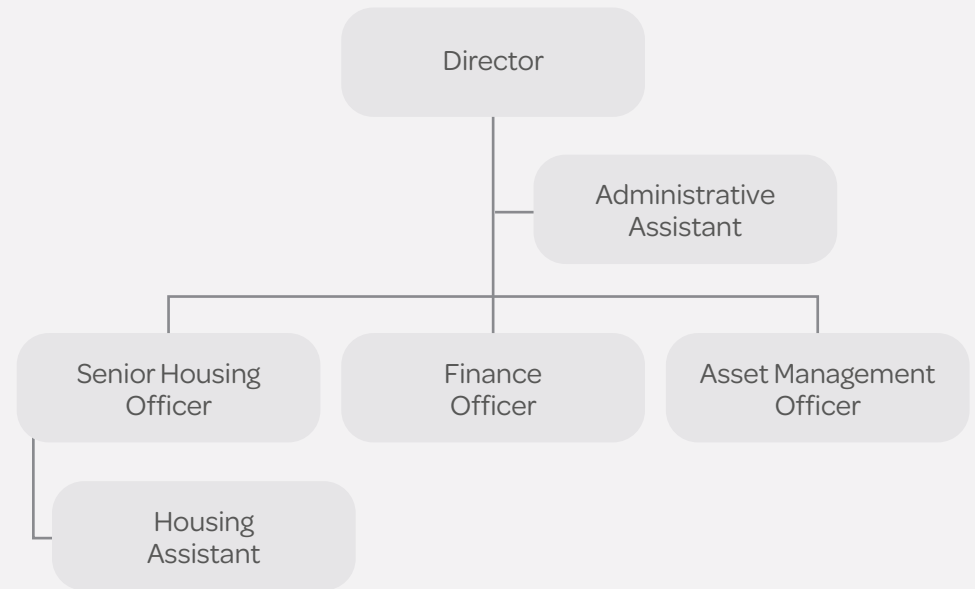 Director
Administrative
Assistant
Senior Housing
Officer
Finance
Officer
Asset Management
Officer
Housing
Assistant